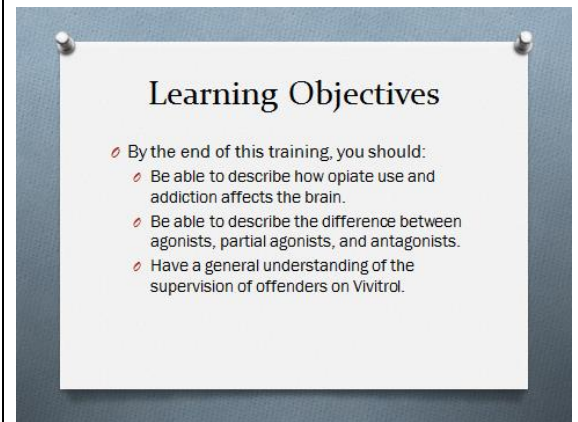 Learning Objectives
By the end of this training, you should:
Be able to describe how opiate use and
addiction affects the brain.
Be able to describe the difference between
agonists, partial agonists, and antagonists.
Have a general understanding of the
supervision of offenders on Vivitrol.